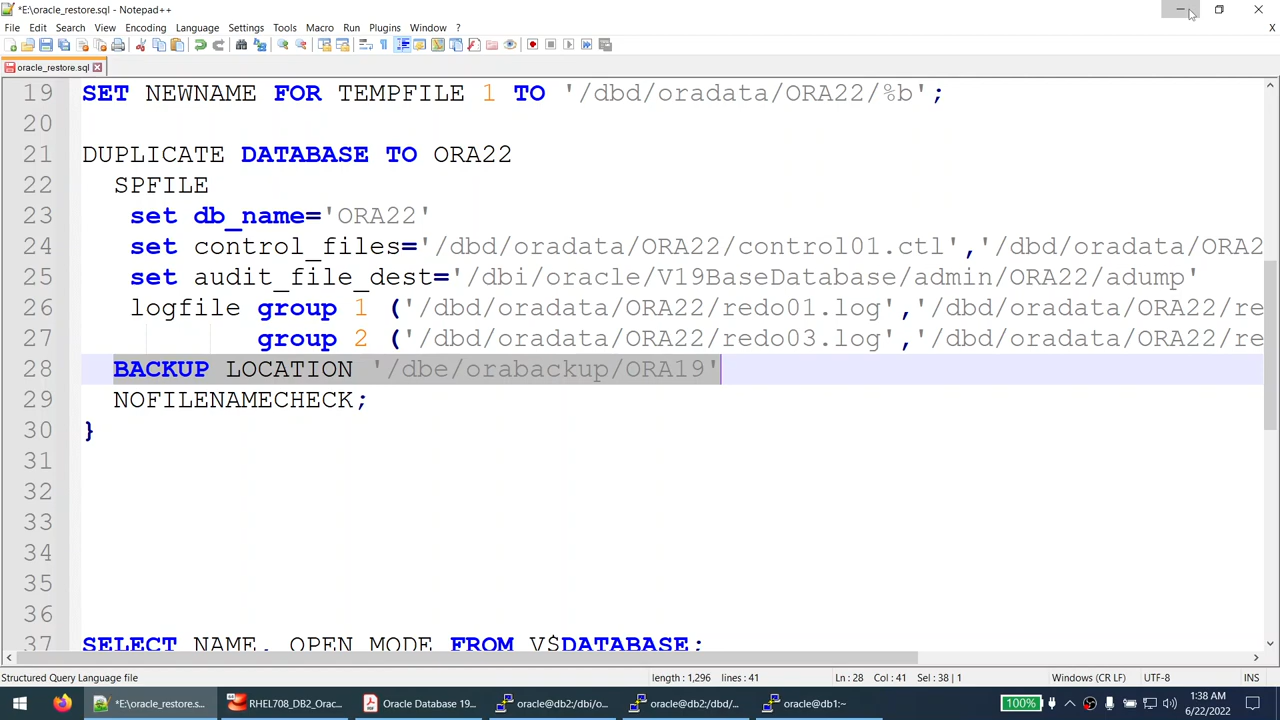 *E:\oracle_restore.sql - Notepad++
File Edit Search View Encoding Language Settings Tools Macro Run Plugins Window ? X
oracle_restore.sql
19 SET NEWNAME FOR TEMPFILE 1 TO '/dbd/oradata/ORA22/%b';
20
21 DUPLICATE DATABASE TO ORA22
22 SPFILE
23 set db_name='ORA22'
24 set control_files='/dbd/oradata/ORA22/control01.ctl','/dbd/oradata/ORA2
25 set audit_file_dest='/dbi/oracle/V19BaseDatabase/admin/ORA22/adump'
26 logfile group 1 ('/dbd/oradata/ORA22/redo01.log','/dbd/oradata/ORA22/re
27 group 2 ('/dbd/oradata/ORA22/redo03.log','/dbd/oradata/ORA22/re
28 BACKUP LOCATION '/dbe/orabackup/ORA19'
29 NOFILENAMECHECK;
30 }
31
32
33
34
35
36
37 SELECT NAME, OPEN_MODE FROM V$DATABASE;
Structured Query Language file length : 1,296 lines : 41 Ln : 28 Col : 41 Sel : 38 | 1 Windows (CR LF) UTF-8 INS
*E:\oracle_restore.s... RHEL708_DB2_Orac... Oracle Database 19... oracle@db2:/dbi/o... oracle@db2:/dbd/... oracle@db1:~ 100% 1:38 AM
6/22/2022